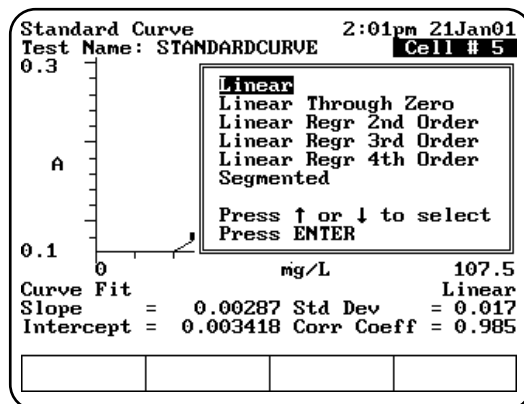 Standard Curve 2:01pm 21Jan01
Test Name: STANDARDCURVE Cell # 5
0.3
Linear
Linear Through Zero
Linear Regr 2nd Order
Linear Regr 3rd Order
Linear Regr 4th Order
Segmented
Press ↑ or ↓ to select
Press ENTER
A
0.1
0 mg/L 107.5
Curve Fit Linear
Slope = 0.00287 Std Dev = 0.017
Intercept = 0.003418 Corr Coeff = 0.985